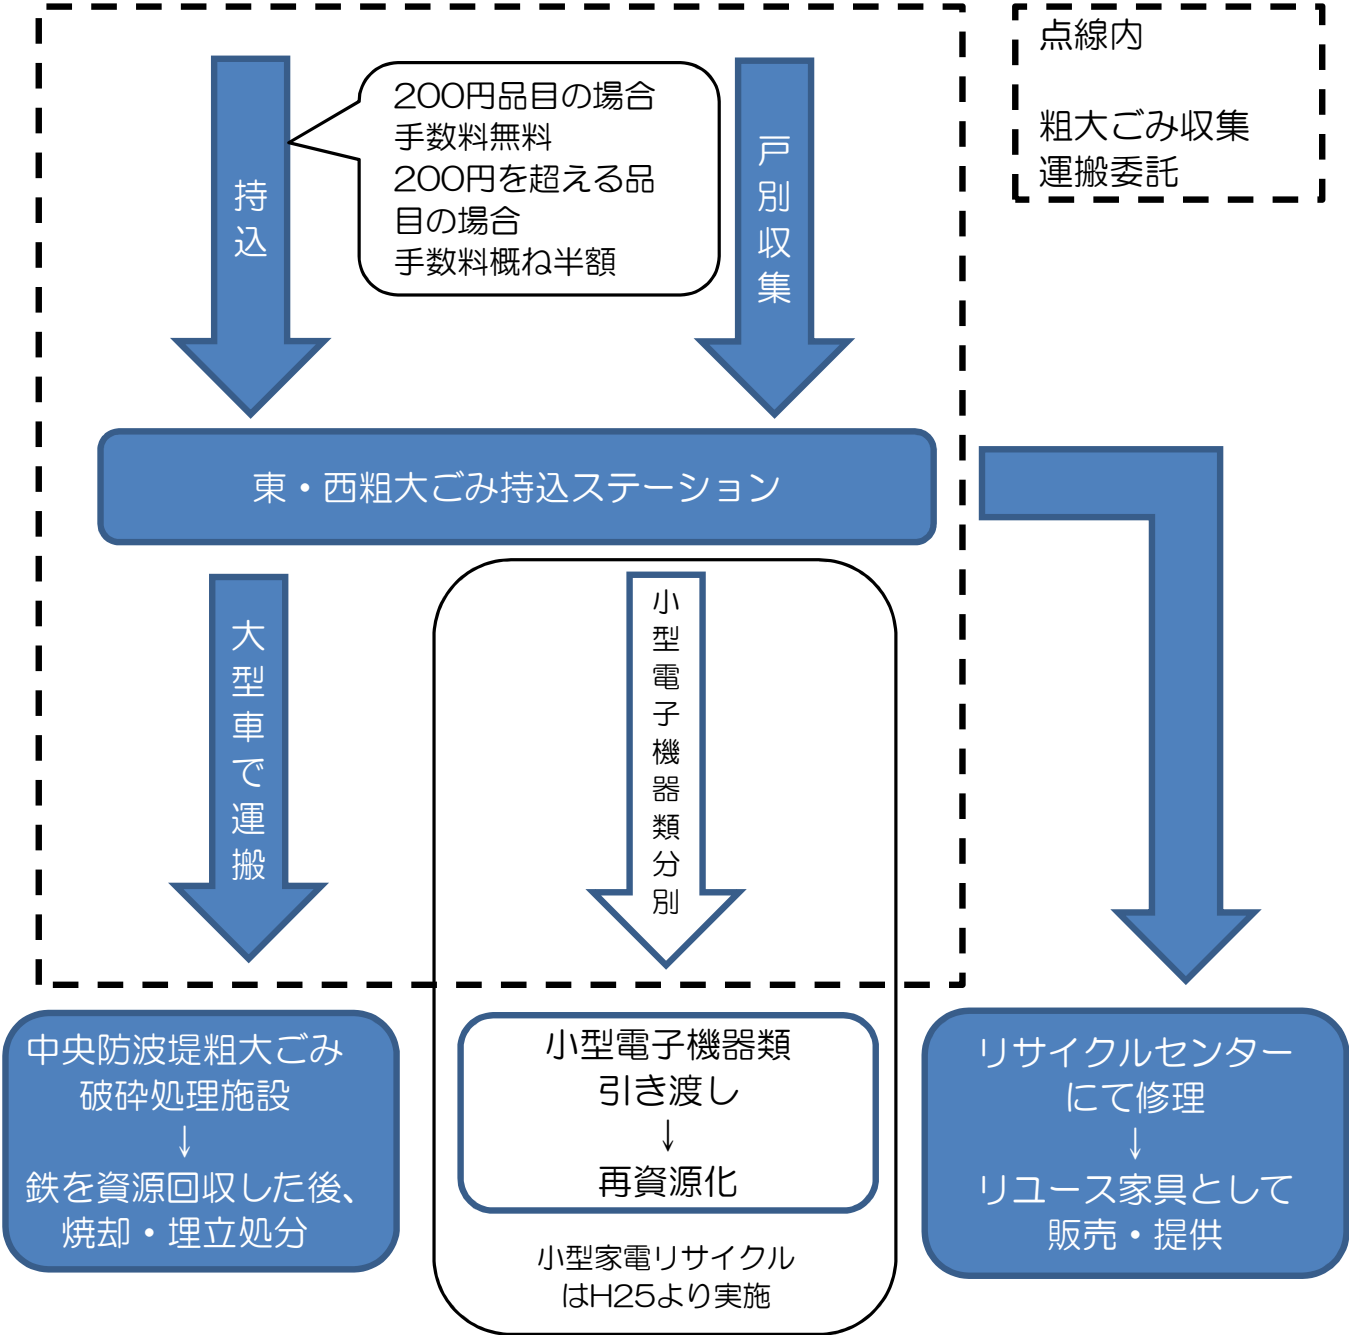 点線内
粗大ごみ収集
運搬委託
持込
200円品目の場合
手数料無料
200円を超える品
目の場合
手数料概ね半額
戸別収集
東・西粗大ごみ持込ステーション
大型車で運搬
小型電子機器類分別
中央防波堤粗大ごみ
破砕処理施設
↓
鉄を資源回収した後、
焼却・埋立処分
小型電子機器類
引き渡し
↓
再資源化
小型家電リサイクル
はH25より実施
リサイクルセンター
にて修理
↓
リユース家具として
販売・提供